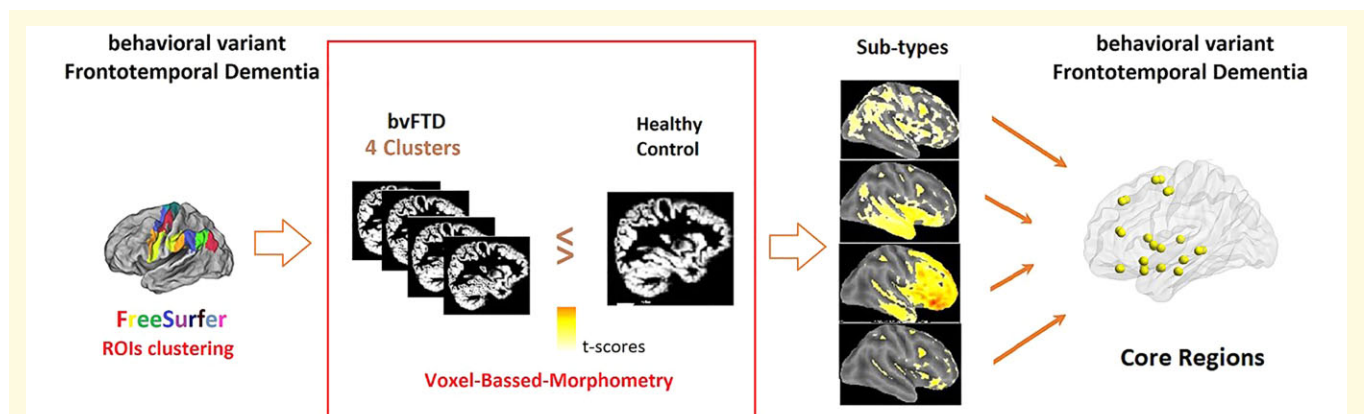 behavioral variant
Frontotemporal Dementia
FreeSurfer
ROIs clustering
bvFTD
4 Clusters
Healthy
Control
≤
t-scores
Voxel-Bassed-Morphometry
Sub-types
behavioral variant
Frontotemporal Dementia
Core Regions